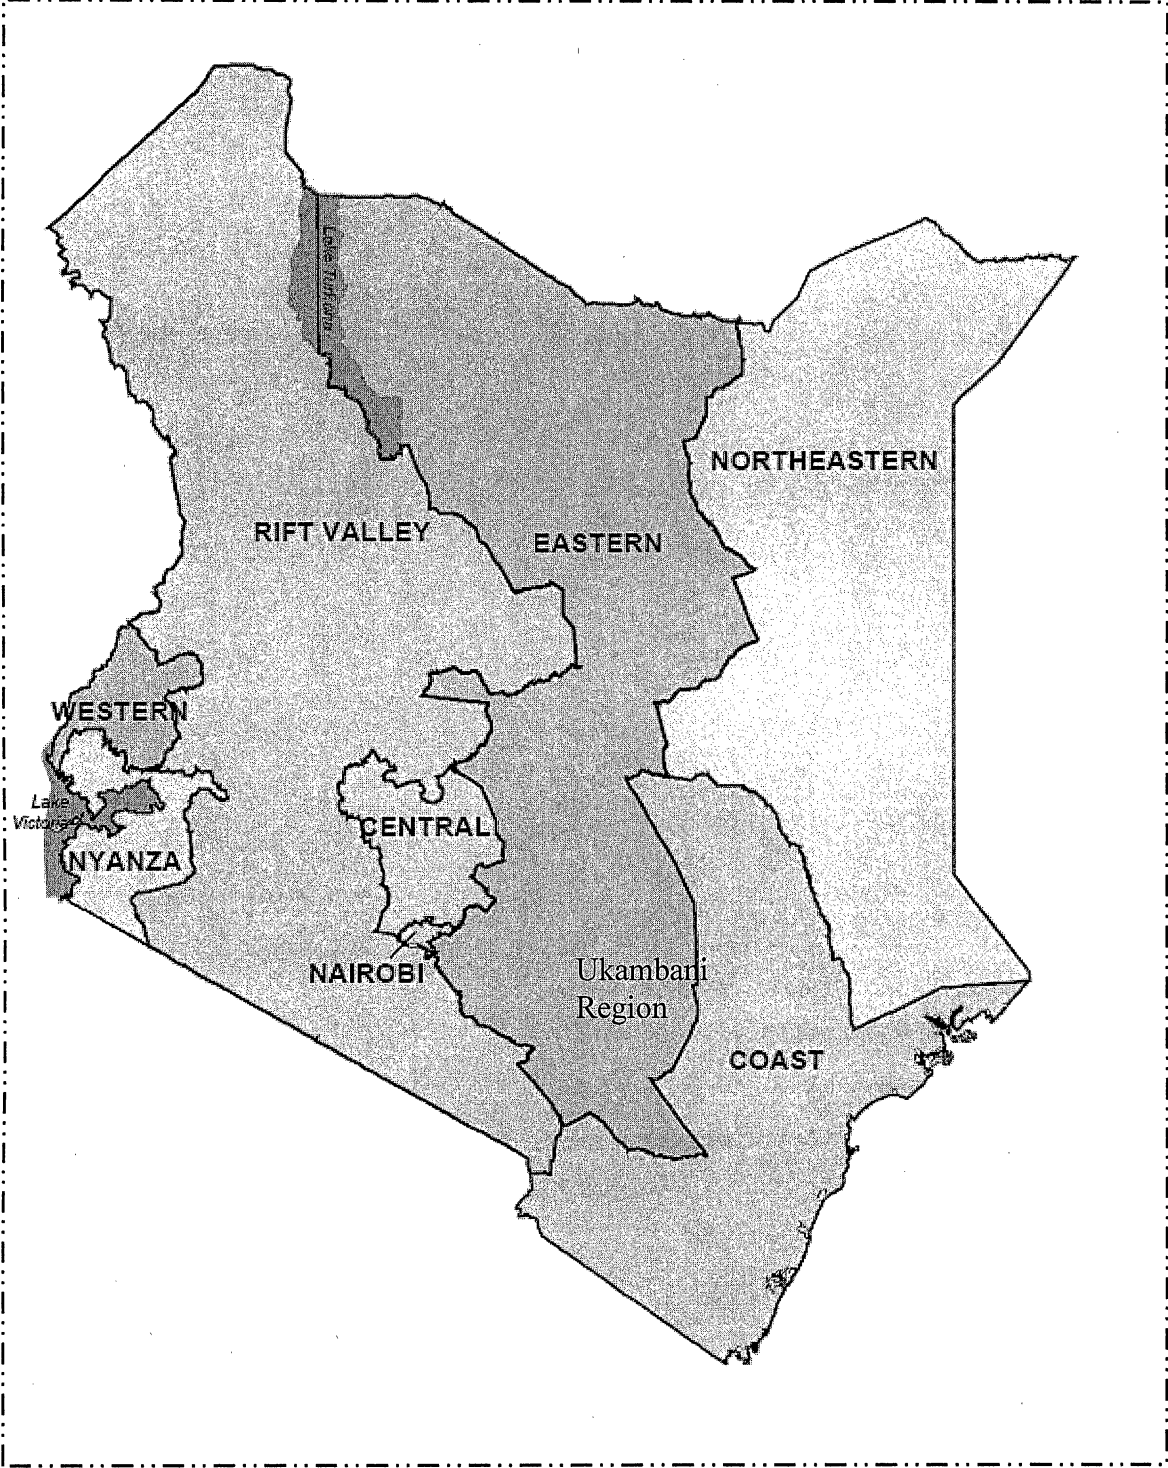 Lake Turkana
NORTHEASTERN
RIFT VALLEY
EASTERN
WESTERN
Lake
Victoria
CENTRAL
NYANZA
NAIROBI
Ukambani
Region
COAST